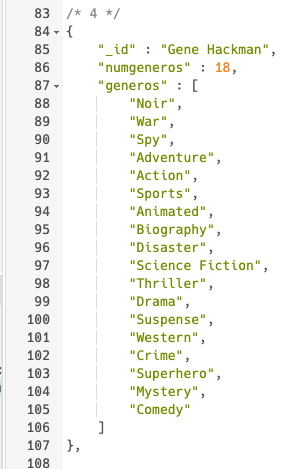 83 /* 4 */
84 {
85 "_id" : "Gene Hackman",
86 "numgeneros" : 18,
87 "generos" : [
88 "Noir",
89 "War",
90 "Spy",
91 "Adventure",
92 "Action",
93 "Sports",
94 "Animated",
95 "Biography",
96 "Disaster",
97 "Science Fiction",
98 "Thriller",
99 "Drama",
100 "Suspense",
101 "Western",
102 "Crime",
103 "Superhero",
104 "Mystery",
105 "Comedy"
106 ]
107 },
108